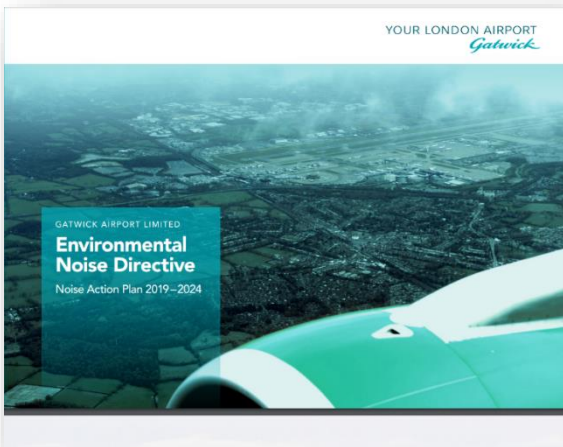 YOUR LONDON AIRPORT
Gatwick
GATWICK AIRPORT LIMITED
Environmental
Noise Directive
Noise Action Plan 2019–2024